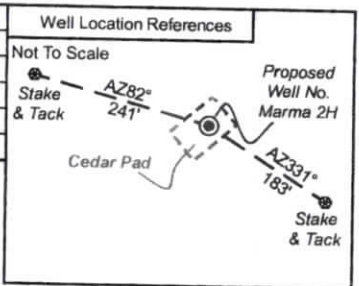 Well Location References
Not To Scale
Stake
& Tack
AZ82°
241'
Proposed
Well No.
Marma 2H
Cedar Pad
AZ331°
183'
Stake
& Tack